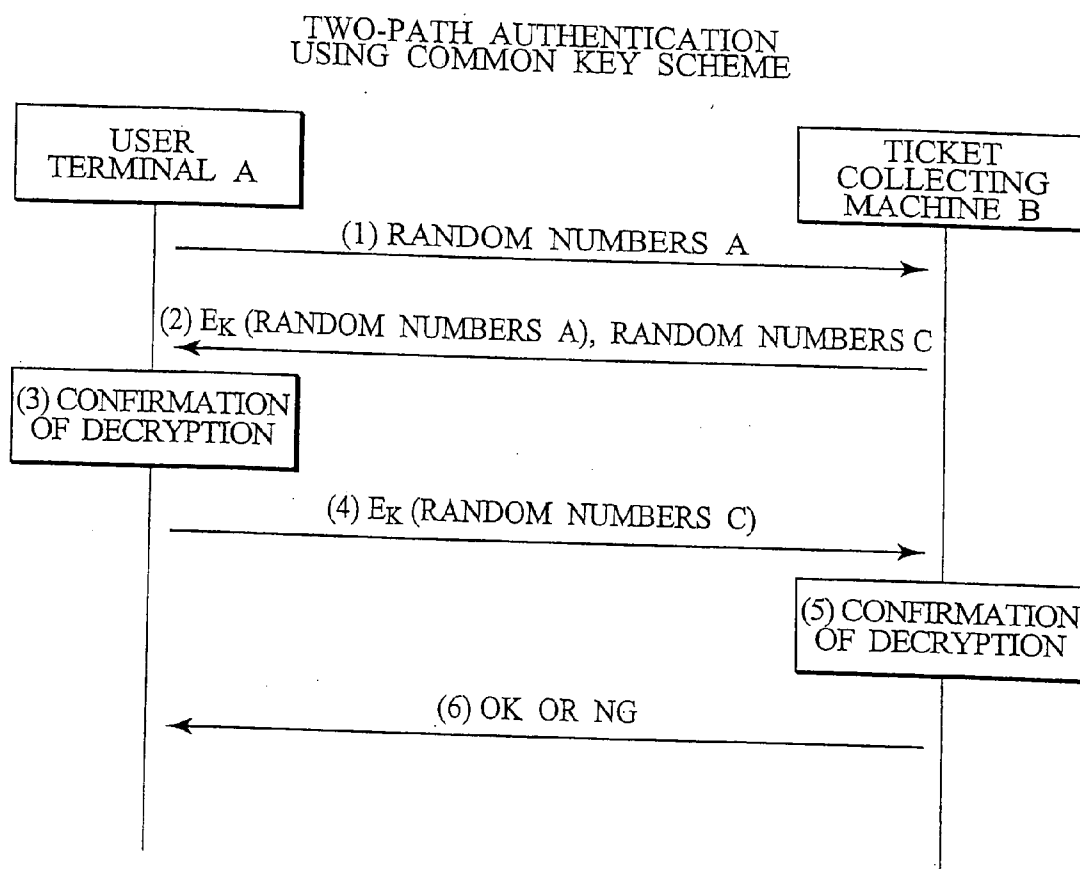 TWO-PATH AUTHENTICATION
USING COMMON KEY SCHEME
USER
TERMINAL A
TICKET
COLLECTING
MACHINE B
(1) RANDOM NUMBERS A
(2) EK (RANDOM NUMBERS A), RANDOM NUMBERS C
(3) CONFIRMATION
OF DECRYPTION
(4) EK (RANDOM NUMBERS C)
(5) CONFIRMATION
OF DECRYPTION
(6) OK OR NG